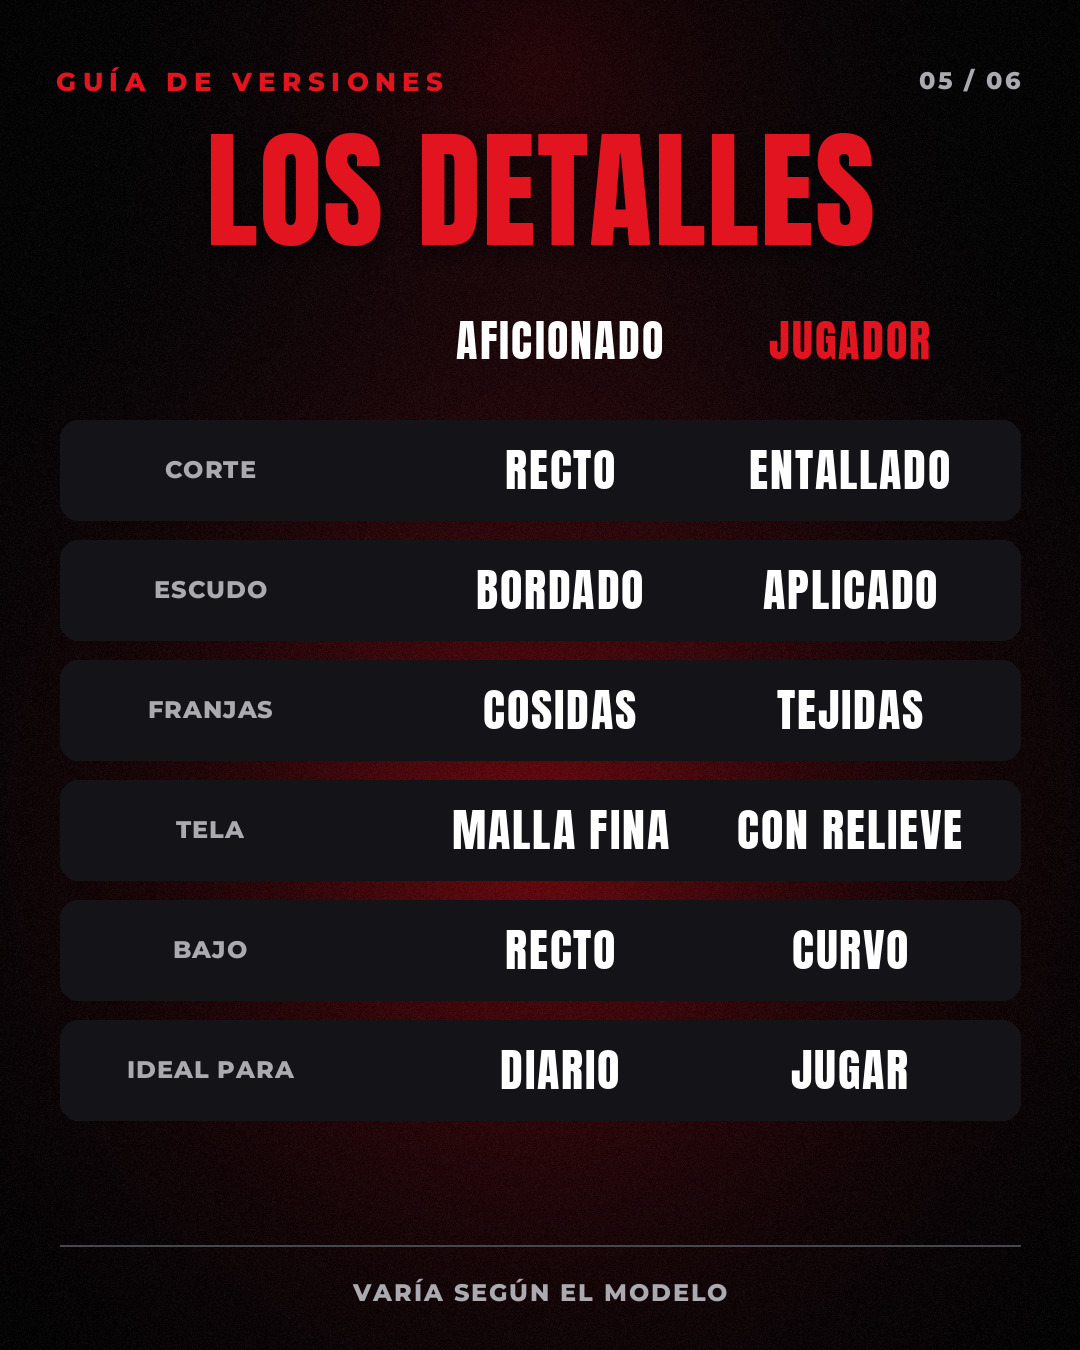 GUÍA DE VERSIONES
05 / 06
LOS DETALLES
AFICIONADO JUGADOR
CORTE RECTO ENTALLADO
ESCUDO BORDADO APLICADO
FRANJAS COSIDAS TEJIDAS
TELA MALLA FINA CON RELIEVE
BAJO RECTO CURVO
IDEAL PARA DIARIO JUGAR
VARÍA SEGÚN EL MODELO